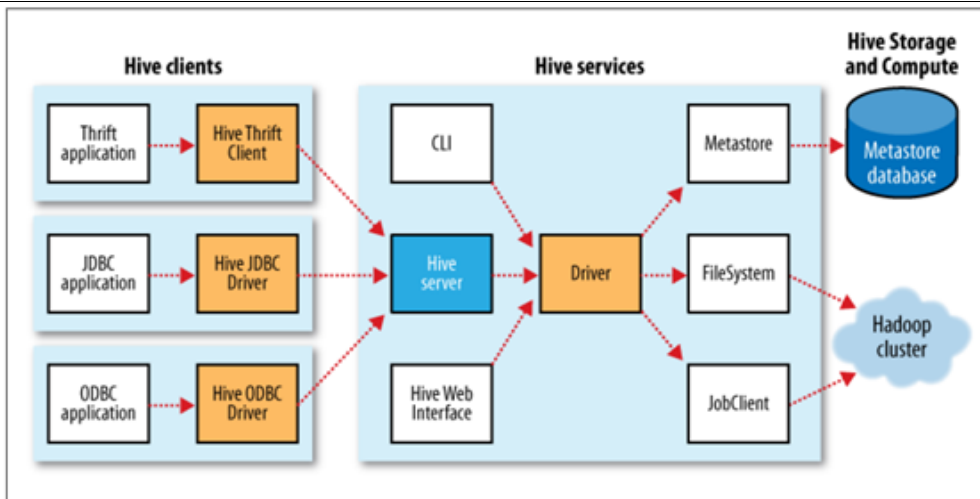 Hive clients
Hive services
Hive Storage
and Compute
Thrift
application
Hive Thrift
Client
CLI
Metastore
Metastore
database
JDBC
application
Hive JDBC
Driver
Hive
server
Driver
FileSystem
Hadoop
cluster
ODBC
application
Hive ODBC
Driver
Hive Web
Interface
JobClient